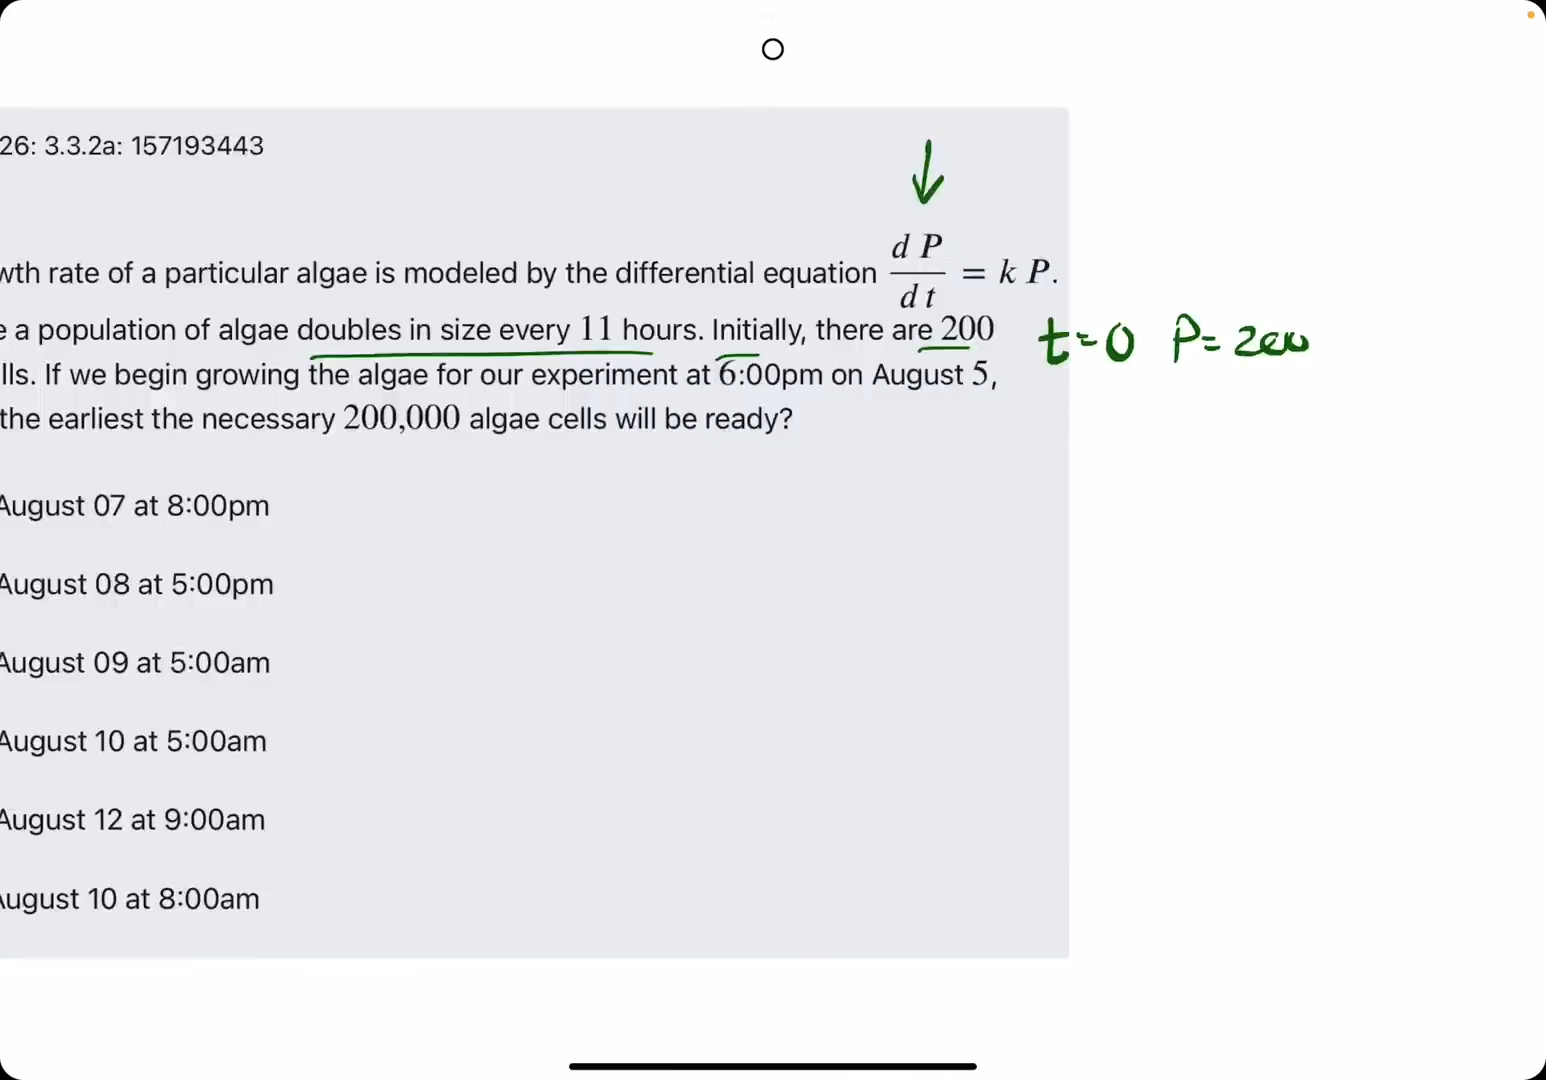 26: 3.3.2a: 157193443
wth rate of a particular algae is modeled by the differential equation dP/dt = k P.
e a population of algae doubles in size every 11 hours. Initially, there are 200
t=0 P=200
lls. If we begin growing the algae for our experiment at 6:00pm on August 5,
the earliest the necessary 200,000 algae cells will be ready?
August 07 at 8:00pm
August 08 at 5:00pm
August 09 at 5:00am
August 10 at 5:00am
August 12 at 9:00am
August 10 at 8:00am